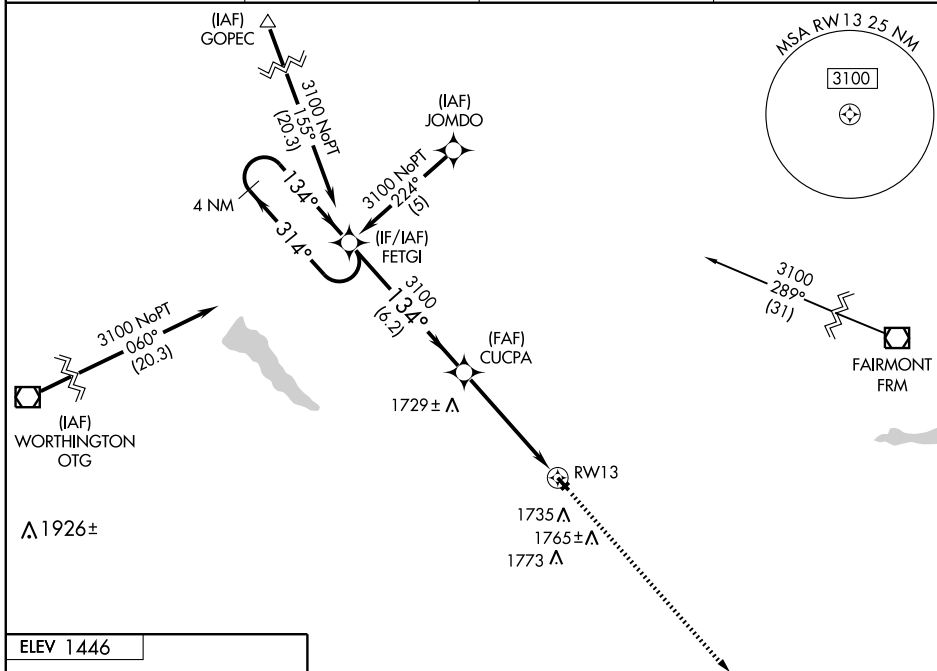 (IAF)
GOPEC
3100 NoPT
155°
(20.3)
MSA RW13 25 NM
3100
(IAF)
JOMDO
3100 NoPT
224°
(5)
134°
4 NM
314°
(IF/IAF)
FETGI
3100
134°
(6.2)
3100
289°
(31)
FAIRMONT
FRM
3100 NoPT
060°
(20.3)
(IAF)
WORTHINGTON
OTG
(FAF)
CUCPA
1729±
RW13
1735
1765±
1773
1926±
ELEV 1446